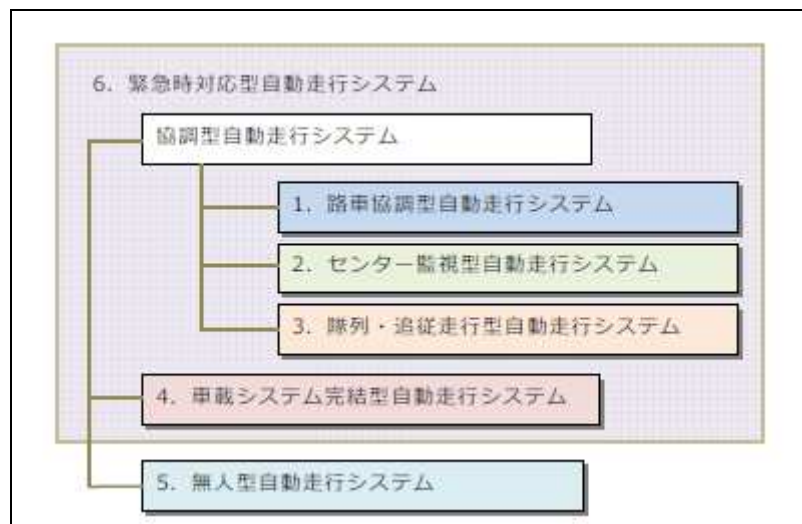 6. 緊急時対応型自動走行システム
協調型自動走行システム
1. 路車協調型自動走行システム
2. センター監視型自動走行システム
3.隊列・追従走行型自動走行システム
4. 車載システム完結型自動走行システム
5. 無人型自動走行システム